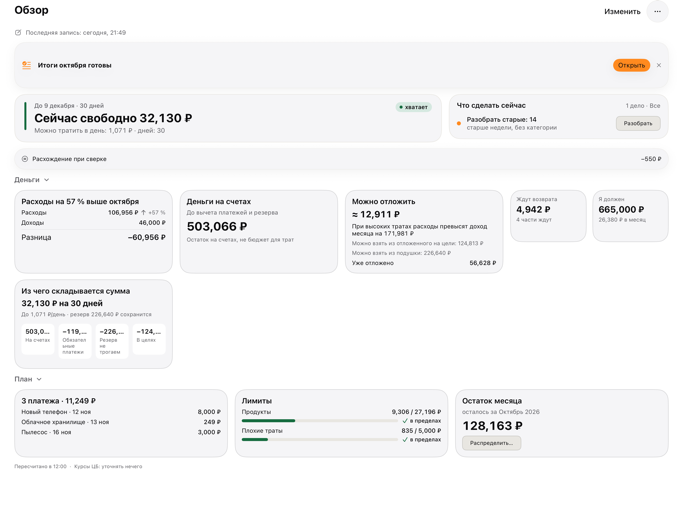 Обзор
Изменить
Последняя запись: сегодня, 21:49
Итоги октября готовы
Открыть
До 9 декабря · 30 дней
хватает
Сейчас свободно 32,130 ₽
Можно тратить в день: 1,071 ₽ · дней: 30
Что сделать сейчас
1 дело · Все
Разобрать старые: 14
старше недели, без категории
Разобрать
Расхождение при сверке
−550 ₽
Деньги
Расходы на 57 % выше октября
Расходы 106,956 ₽ ↑ +57 %
Доходы 46,000 ₽
Разница −60,956 ₽
Деньги на счетах
До вычета платежей и резерва
503,066 ₽
Остаток на счетах, не бюджет для трат
Можно отложить
≈ 12,911 ₽
При высоких тратах расходы превысят доход
месяца на 171,981 ₽
Можно взять из отложенного на цели: 124,813 ₽
Можно взять из подушки: 226,640 ₽
Уже отложено 56,628 ₽
Ждут возврата
4,942 ₽
4 части ждут
Я должен
665,000 ₽
26,380 ₽ в месяц
Из чего складывается сумма
32,130 ₽ на 30 дней
До 1,071 ₽/день · резерв 226,640 ₽ сохранится
503,0...
На счетах
−119,...
Обязател
ьные
платежи
−226,...
Резерв
не
трогаем
−124,...
В целях
План
3 платежа · 11,249 ₽
Новый телефон · 12 ноя 8,000 ₽
Облачное хранилище · 13 ноя 249 ₽
Пылесос · 16 ноя 3,000 ₽
Лимиты
Продукты 9,306 / 27,196 ₽
✓ в пределах
Плохие траты 835 / 5,000 ₽
✓ в пределах
Остаток месяца
осталось за Октябрь 2026
128,163 ₽
Распределить...
Пересчитано в 12:00 · Курсы ЦБ: уточнять нечего